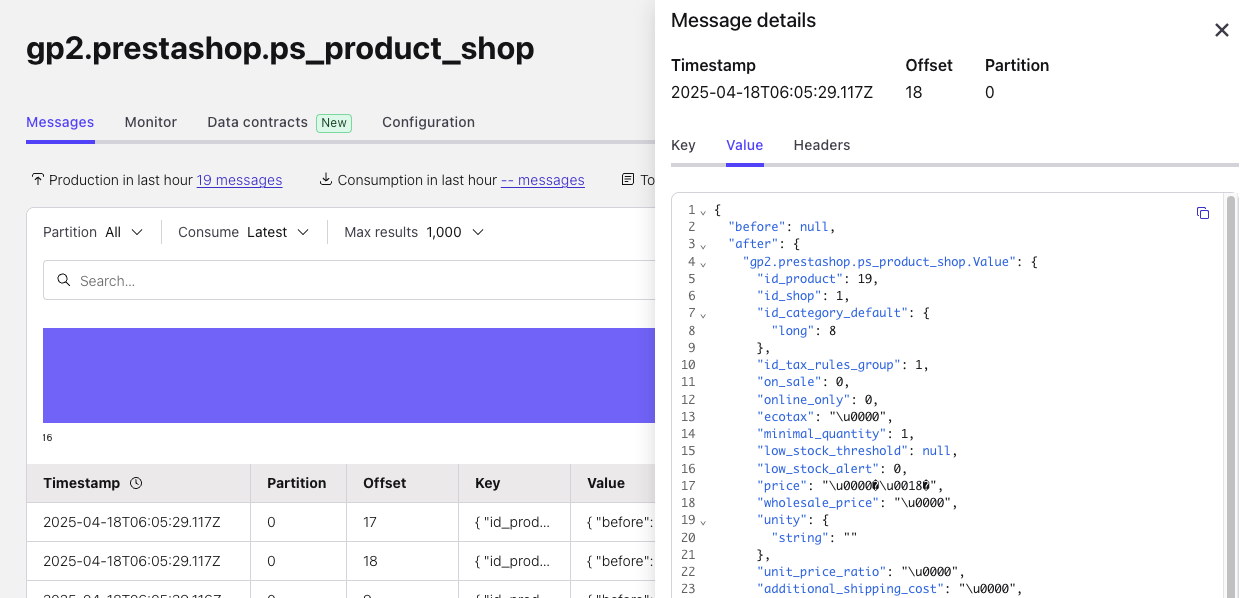 gp2.prestashop.ps_product_shop
Messages Monitor Data contracts New Configuration
Production in last hour 19 messages Consumption in last hour -- messages To
Partition All Consume Latest Max results 1,000
Search...
16
Timestamp Partition Offset Key Value
2025-04-18T06:05:29.117Z 0 17 { "id_prod... { "before":
2025-04-18T06:05:29.117Z 0 18 { "id_prod... { "before":
Message details
Timestamp Offset Partition
2025-04-18T06:05:29.117Z 18 0
Key Value Headers
1 {
2 "before": null,
3 "after": {
4 "gp2.prestashop.ps_product_shop.Value": {
5 "id_product": 19,
6 "id_shop": 1,
7 "id_category_default": {
8 "long": 8
9 },
10 "id_tax_rules_group": 1,
11 "on_sale": 0,
12 "online_only": 0,
13 "ecotax": "\u0000",
14 "minimal_quantity": 1,
15 "low_stock_threshold": null,
16 "low_stock_alert": 0,
17 "price": "\u0000�\u0018�",
18 "wholesale_price": "\u0000",
19 "unity": {
20 "string": ""
21 },
22 "unit_price_ratio": "\u0000",
23 "additional_shipping_cost": "\u0000",